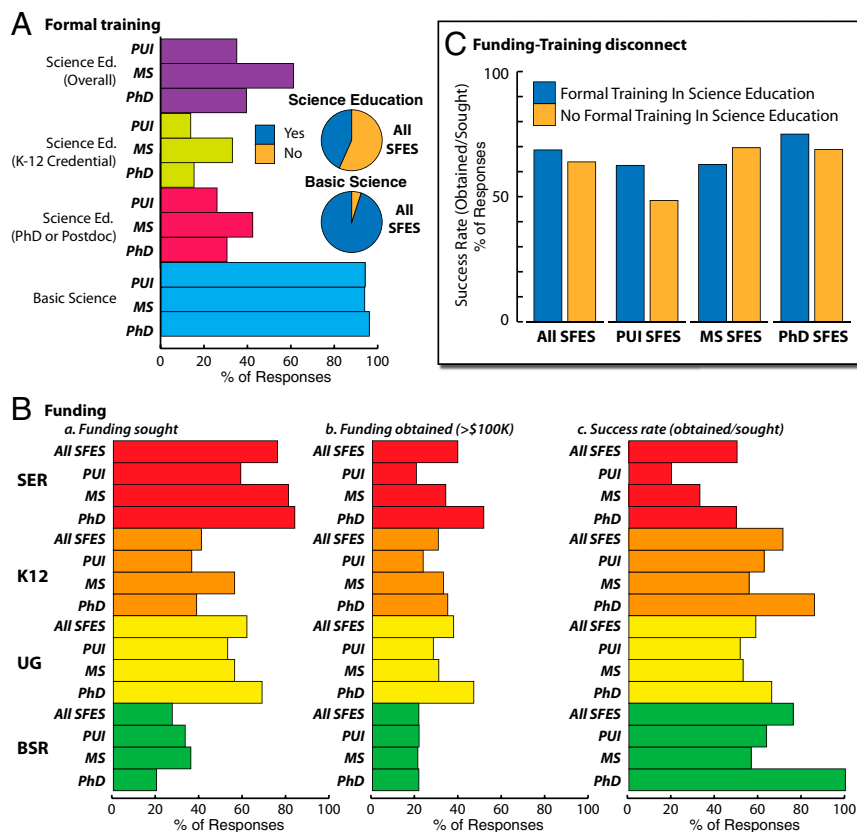 A Formal training
Science Ed.
(Overall)
PUI
MS
PhD
Science Ed.
(K-12 Credential)
PUI
MS
PhD
Science Ed.
(PhD or Postdoc)
PUI
MS
PhD
Basic Science
PUI
MS
PhD
0 20 40 60 80 100
% of Responses
Yes
No
Science Education
All
SFES
Basic Science
All
SFES
C Funding-Training disconnect
Success Rate (Obtained/Sought)
% of Responses
100
50
0
Formal Training In Science Education
No Formal Training In Science Education
All SFES PUI SFES MS SFES PhD SFES
B Funding
a. Funding sought
SER
All SFES
PUI
MS
PhD
K12
All SFES
PUI
MS
PhD
UG
All SFES
PUI
MS
PhD
BSR
All SFES
PUI
MS
PhD
0 20 40 60 80 100
% of Responses
b. Funding obtained (>$100K)
All SFES
PUI
MS
PhD
All SFES
PUI
MS
PhD
All SFES
PUI
MS
PhD
All SFES
PUI
MS
PhD
0 20 40 60 80 100
% of Responses
c. Success rate (obtained/sought)
All SFES
PUI
MS
PhD
All SFES
PUI
MS
PhD
All SFES
PUI
MS
PhD
All SFES
PUI
MS
PhD
0 20 40 60 80 100
% of Responses